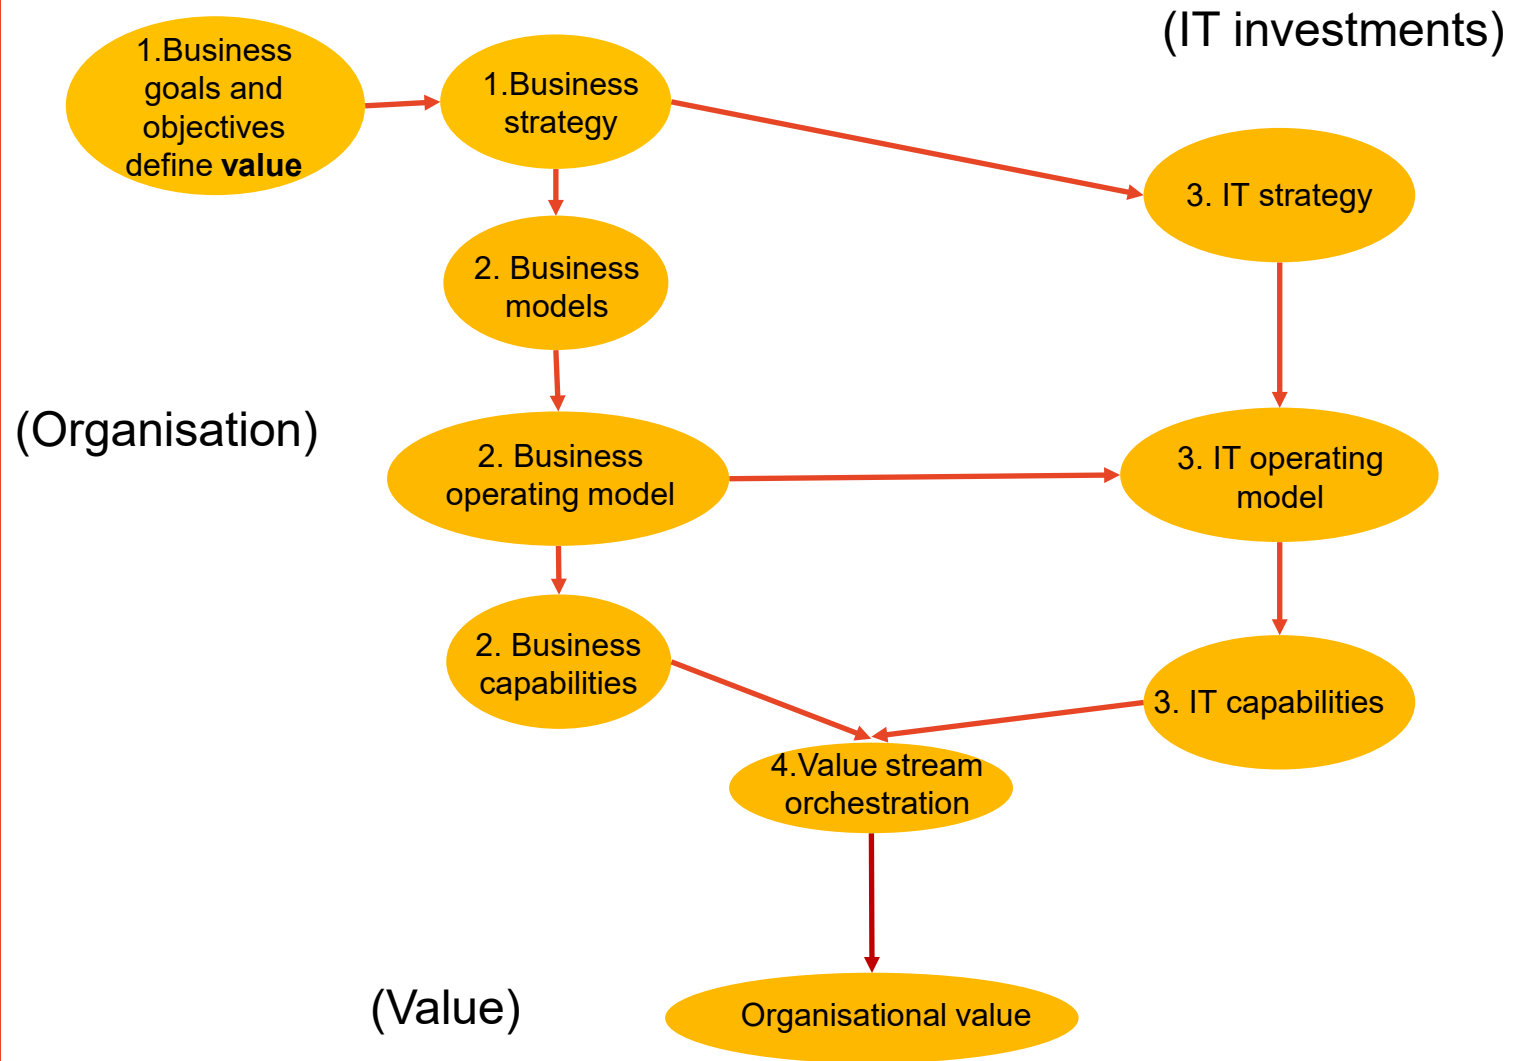 (IT investments)
1.Business
goals and
objectives
define value
1.Business
strategy
3. IT strategy
2. Business
models
(Organisation)
2. Business
operating model
3. IT operating
model
2. Business
capabilities
3. IT capabilities
4.Value stream
orchestration
(Value)
Organisational value